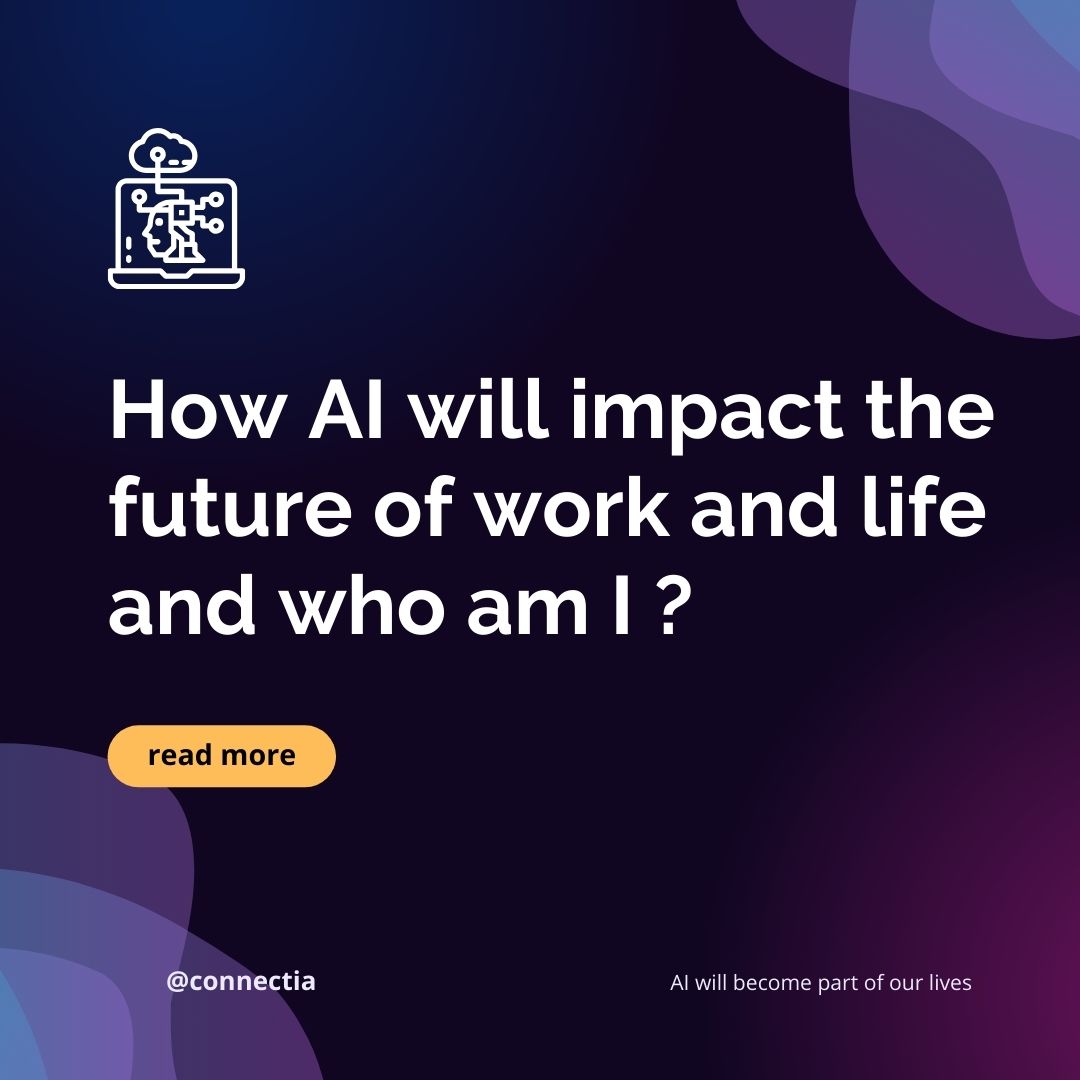 How AI will impact the
future of work and life
and who am I ?
read more
@connectia
AI will become part of our lives